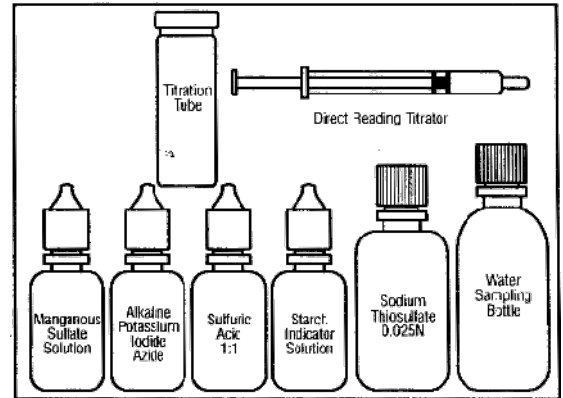 Titration
Tube
Direct Reading Titrator
Manganous
Sulfate
Solution
Alkaline
Potassium
Iodide
Azide
Sulfuric
Acid
1:1
Starch
Indicator
Solution
Sodium
Thiosulfate
0.025N
Water
Sampling
Bottle